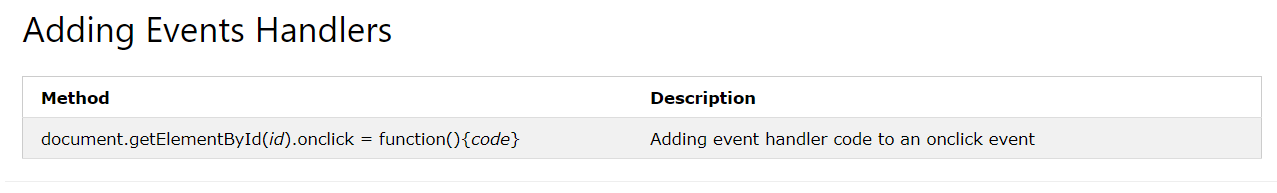 Adding Events Handlers
Method Description
document.getElementById(id).onclick = function(){code} Adding event handler code to an onclick event